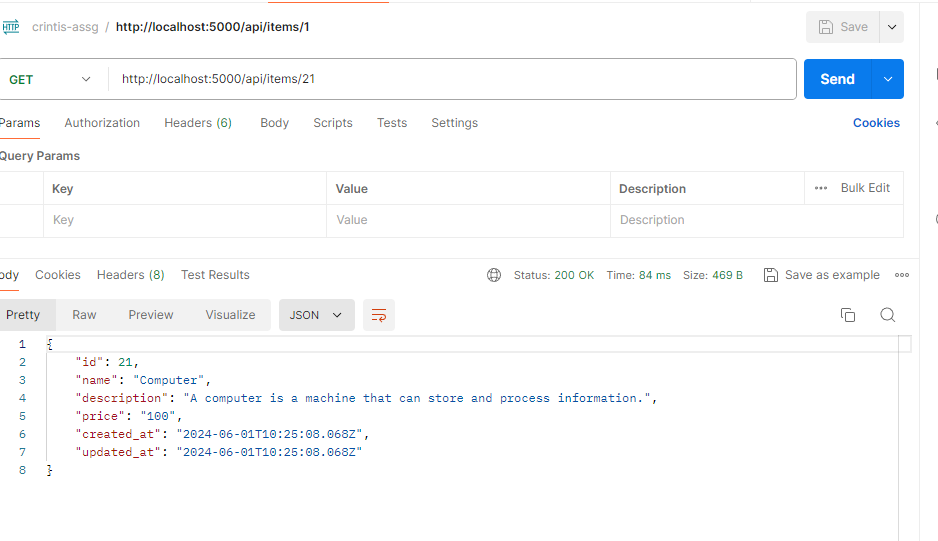 HTTP crintis-assg / http://localhost:5000/api/items/1 Save
GET http://localhost:5000/api/items/21 Send
Params Authorization Headers (6) Body Scripts Tests Settings Cookies
Query Params
Key Value Description ••• Bulk Edit
Key Value Description
ody Cookies Headers (8) Test Results Status: 200 OK Time: 84 ms Size: 469 B Save as example
Pretty Raw Preview Visualize JSON
1 {
2 "id": 21,
3 "name": "Computer",
4 "description": "A computer is a machine that can store and process information.",
5 "price": "100",
6 "created_at": "2024-06-01T10:25:08.068Z",
7 "updated_at": "2024-06-01T10:25:08.068Z"
8 }